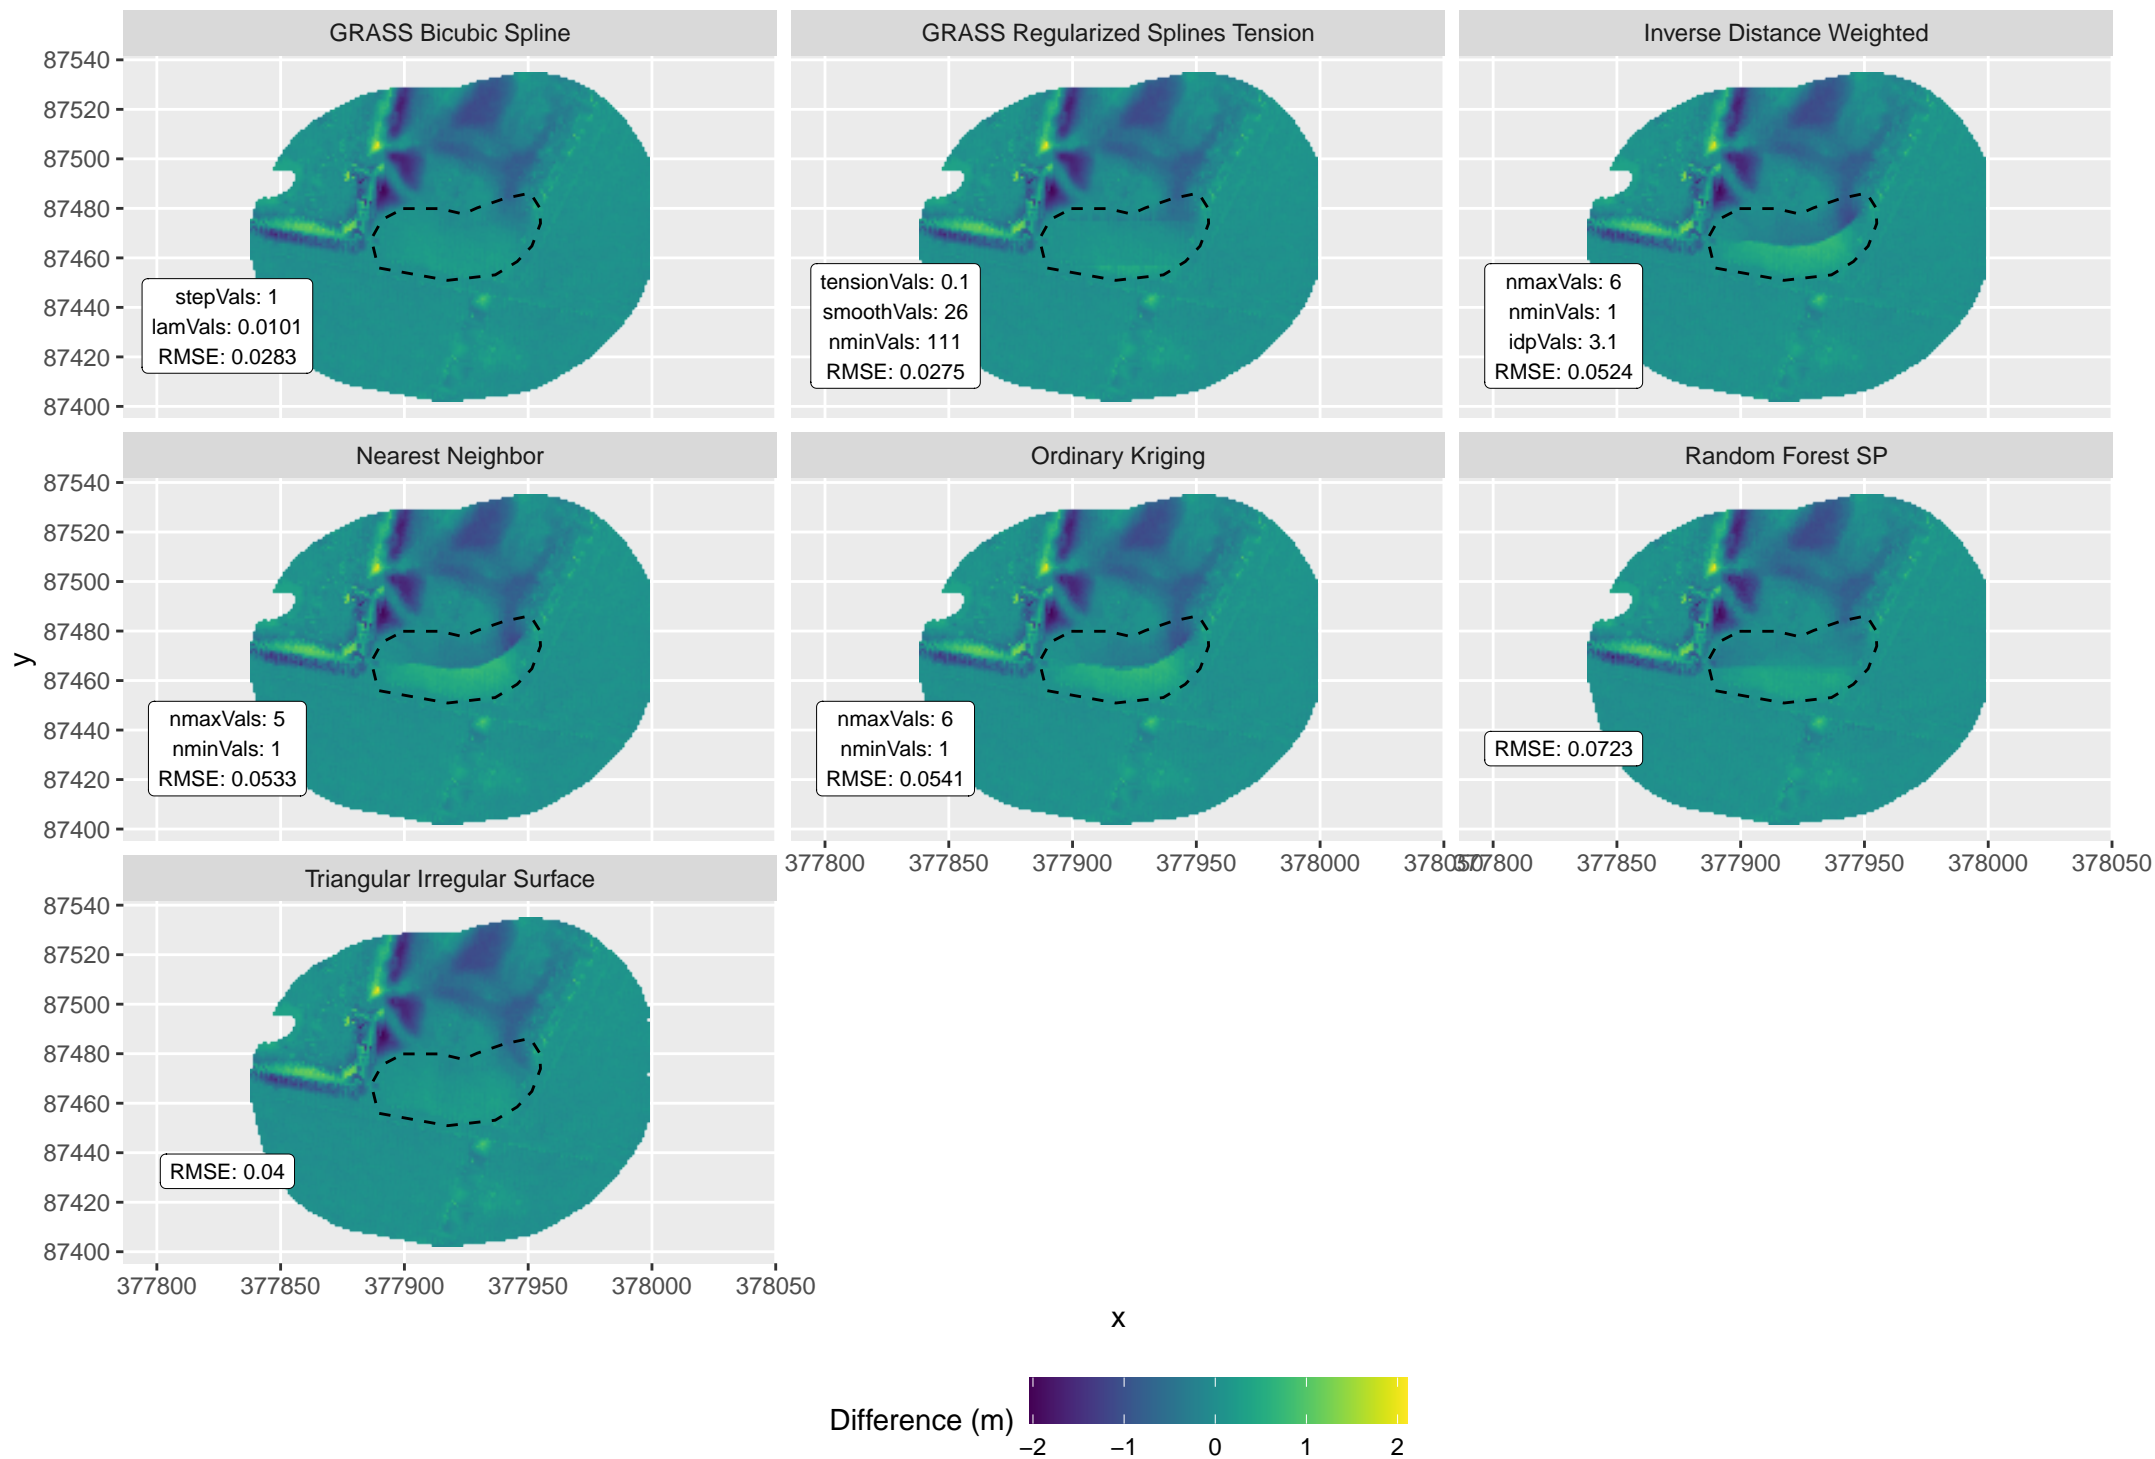 GRASS Bicubic Spline
GRASS Regularized Splines Tension
Inverse Distance Weighted
87540
87520
87500
87480
87460
87440
87420
87400
stepVals: 1
lamVals: 0.0101
RMSE: 0.0283
tensionVals: 0.1
smoothVals: 26
nminVals: 111
RMSE: 0.0275
nmaxVals: 6
nminVals: 1
idpVals: 3.1
RMSE: 0.0524
Nearest Neighbor
Ordinary Kriging
Random Forest SP
87540
87520
87500
87480
87460
87440
87420
87400
y
nmaxVals: 5
nminVals: 1
RMSE: 0.0533
nmaxVals: 6
nminVals: 1
RMSE: 0.0541
RMSE: 0.0723
377800 377850 377900 377950 378000 378050
377800 377850 377900 377950 378000 378050
Triangular Irregular Surface
87540
87520
87500
87480
87460
87440
87420
87400
RMSE: 0.04
377800 377850 377900 377950 378000 378050
x
Difference (m)
−2 −1 0 1 2